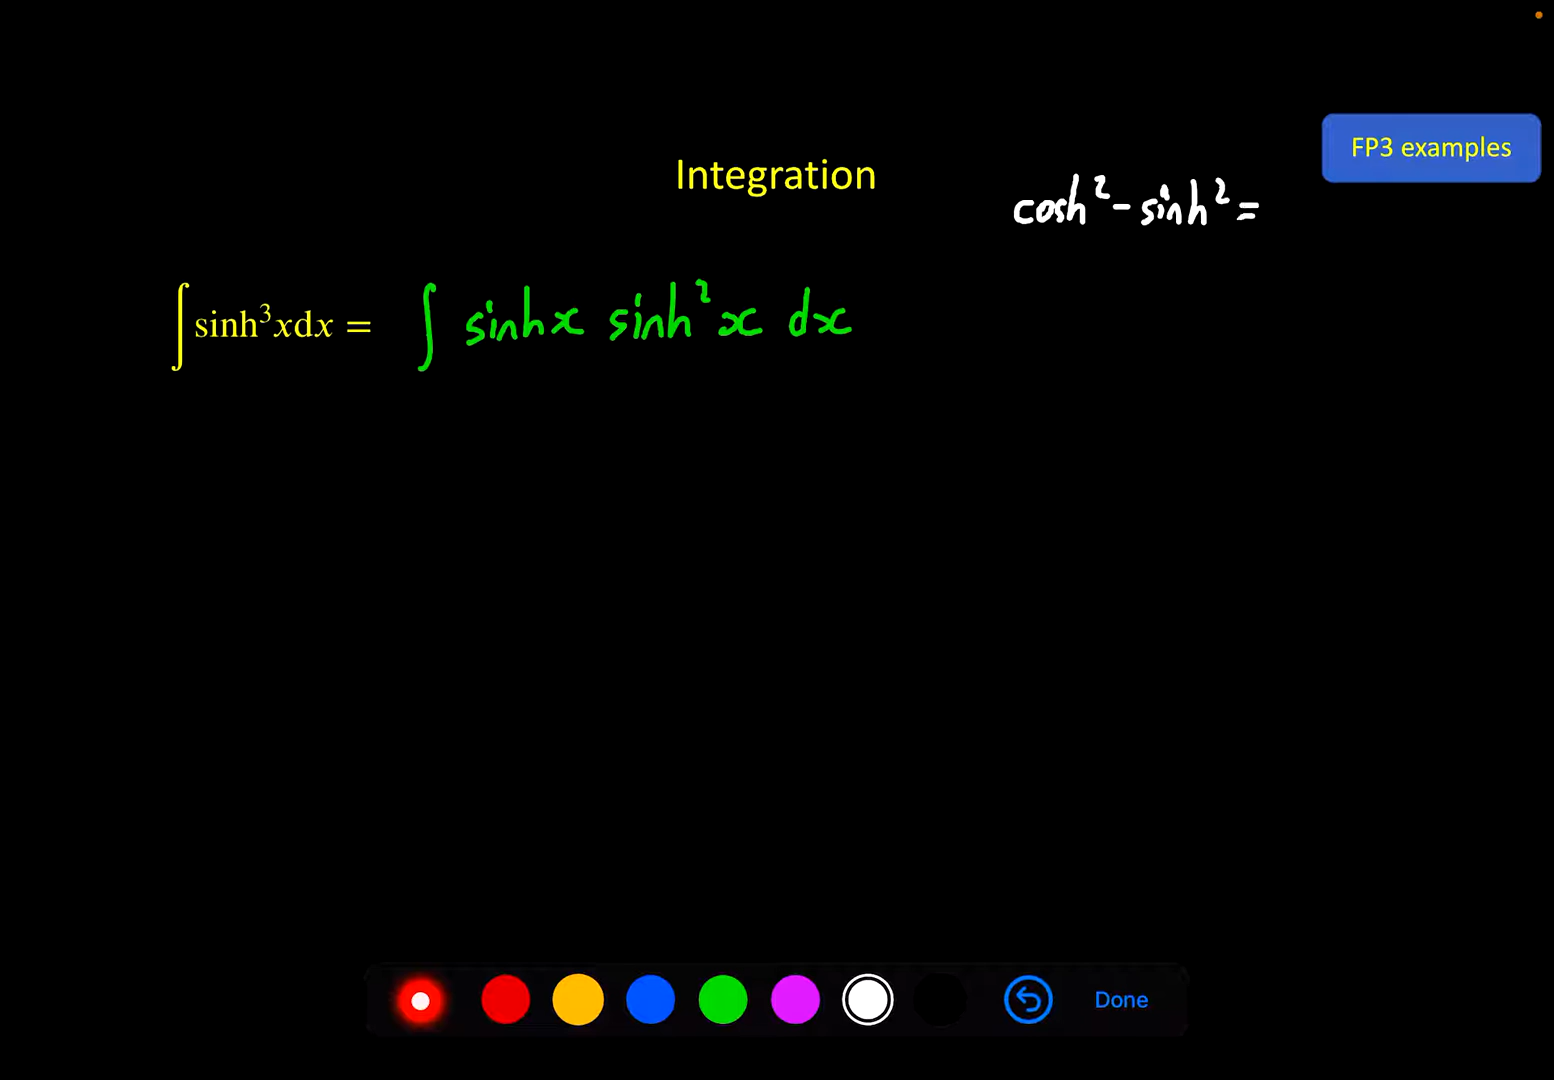 FP3 examples
Integration
cosh² - sinh² =
∫ sinh³xdx = ∫ sinhx sinh²x dx
Done